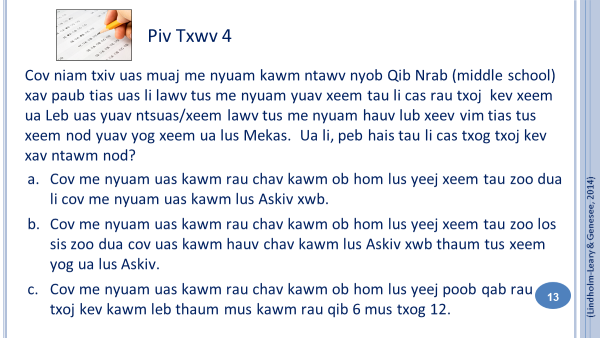 Piv Txwv 4
Cov niam txiv uas muaj me nyuam kawm ntawv nyob Qib Nrab (middle school)
xav paub tias uas li lawv tus me nyuam yuav xeem tau li cas rau txoj kev xeem
ua Leb uas yuav ntsuas/xeem lawv tus me nyuam hauv lub xeev vim tias tus
xeem nod yuav yog xeem ua lus Mekas. Ua li, peb hais tau li cas txog txoj kev
xav ntawm nod?
a. Cov me nyuam uas kawm rau chav kawm ob hom lus yeej xeem tau zoo dua
li cov me nyuam uas kawm lus Askiv xwb.
b. Cov me nyuam uas kawm rau chav kawm ob hom lus yeej xeem tau zoo los
sis zoo dua cov uas kawm hauv chav kawm lus Askiv xwb thaum tus xeem
yog ua lus Askiv.
c. Cov me nyuam uas kawm rau chav kawm ob hom lus yeej poob qab rau
txoj kev kawm leb thaum mus kawm rau qib 6 mus txog 12.
13
(Lindholm-Leary & Genesee, 2014)